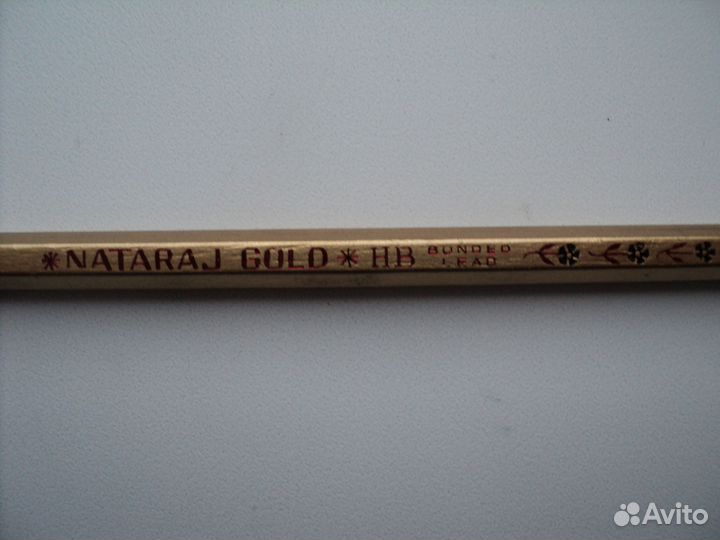 *NATARAJ GOLD* HB BONDED
LEAD
Avito